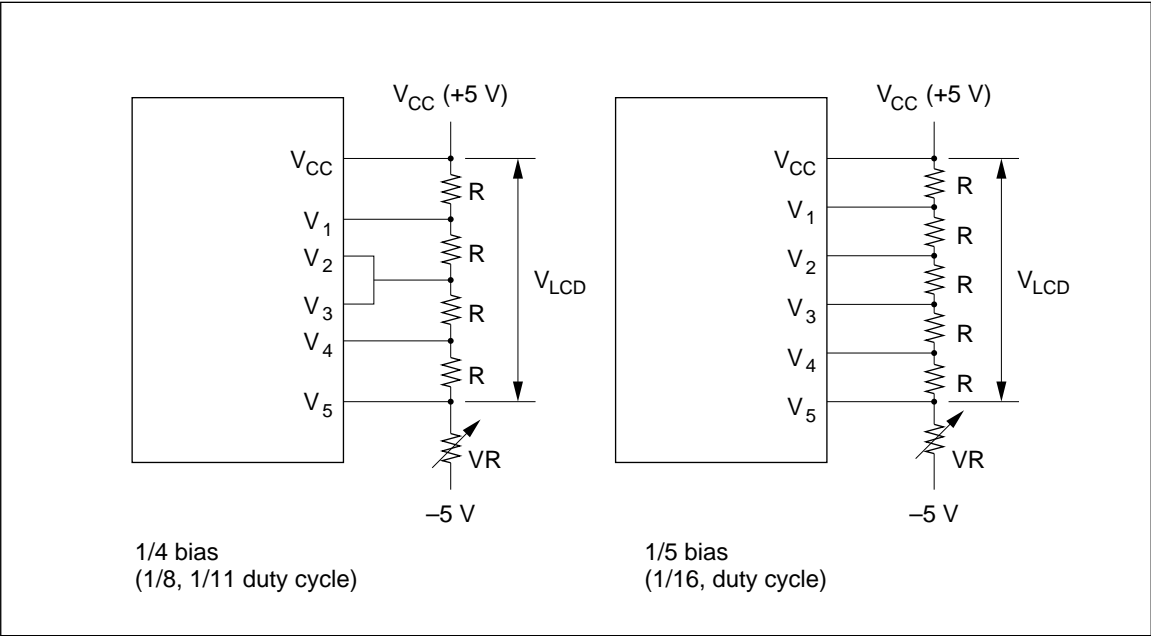 V_CC (+5 V)
V_CC
V_1
V_2
V_3
V_4
V_5
R
R
R
R
V_LCD
VR
–5 V
1/4 bias
(1/8, 1/11 duty cycle)
V_CC (+5 V)
V_CC
V_1
V_2
V_3
V_4
V_5
R
R
R
R
R
V_LCD
VR
–5 V
1/5 bias
(1/16, duty cycle)